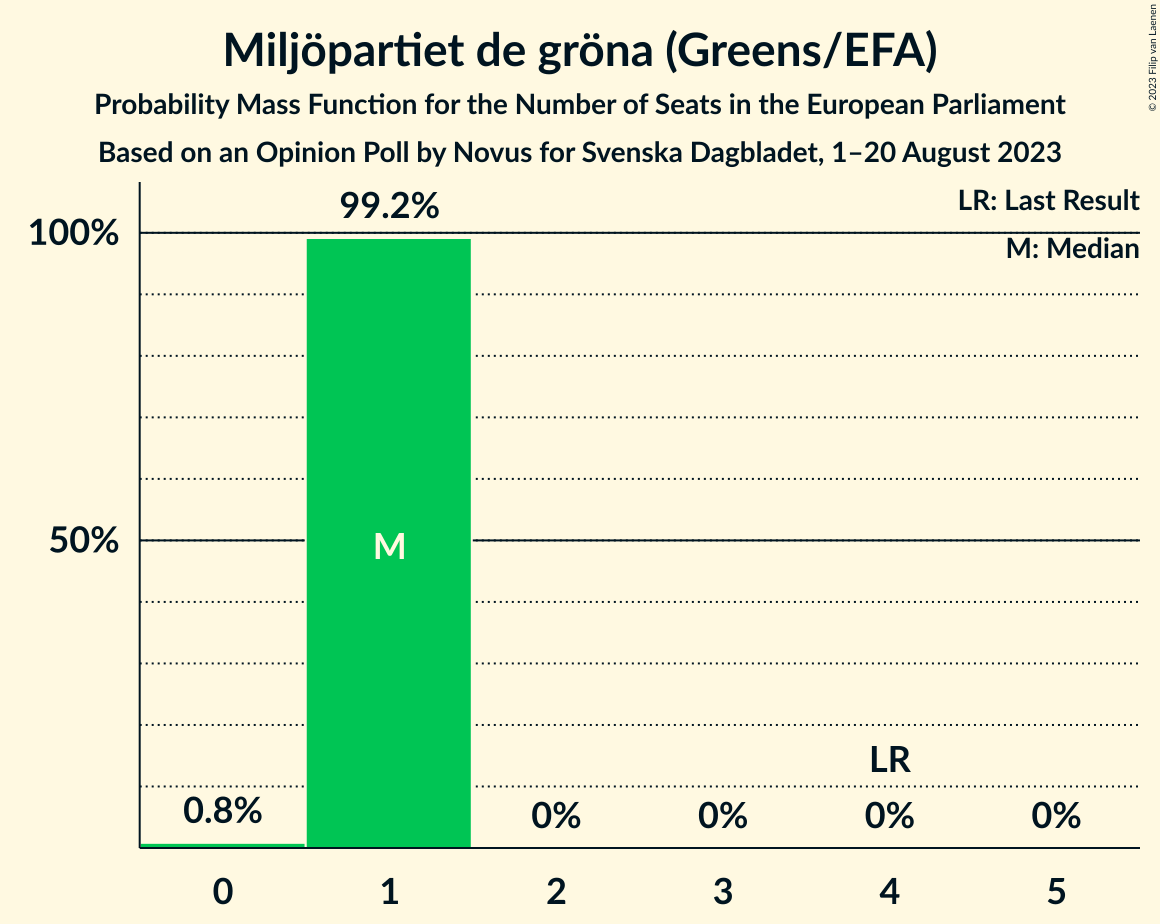 Miljöpartiet de gröna (Greens/EFA)
Probability Mass Function for the Number of Seats in the European Parliament
Based on an Opinion Poll by Novus for Svenska Dagbladet, 1–20 August 2023
© 2023 Filip van Laenen
99.2%
LR: Last Result
100%
M: Median
50%
M
LR
0.8%
0%
0%
0%
0%
0
1
2
3
4
5